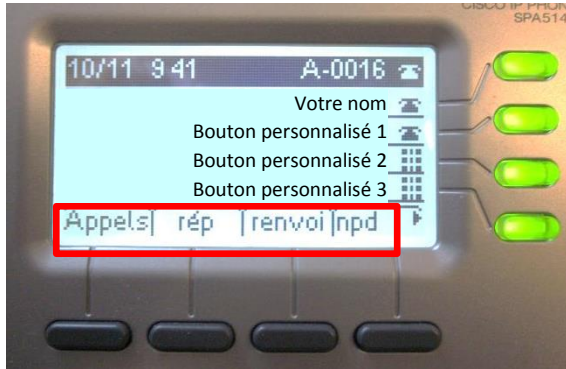 CISCO IP PHONE
SPA514
10/11 9 41 A-0016
Votre nom
Bouton personnalisé 1
Bouton personnalisé 2
Bouton personnalisé 3
Appels rép renvoi npd